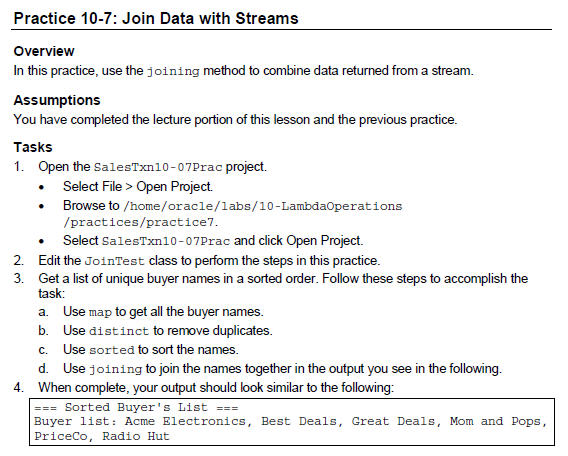 Practice 10-7: Join Data with Streams
Overview
In this practice, use the joining method to combine data returned from a stream.
Assumptions
You have completed the lecture portion of this lesson and the previous practice.
Tasks
1. Open the SalesTxn10-07Prac project.
• Select File > Open Project.
• Browse to /home/oracle/labs/10-LambdaOperations
/practices/practice7.
• Select SalesTxn10-07Prac and click Open Project.
2. Edit the JoinTest class to perform the steps in this practice.
3. Get a list of unique buyer names in a sorted order. Follow these steps to accomplish the
task:
a. Use map to get all the buyer names.
b. Use distinct to remove duplicates.
c. Use sorted to sort the names.
d. Use joining to join the names together in the output you see in the following.
4. When complete, your output should look similar to the following:
=== Sorted Buyer's List ===
Buyer list: Acme Electronics, Best Deals, Great Deals, Mom and Pops,
PriceCo, Radio Hut